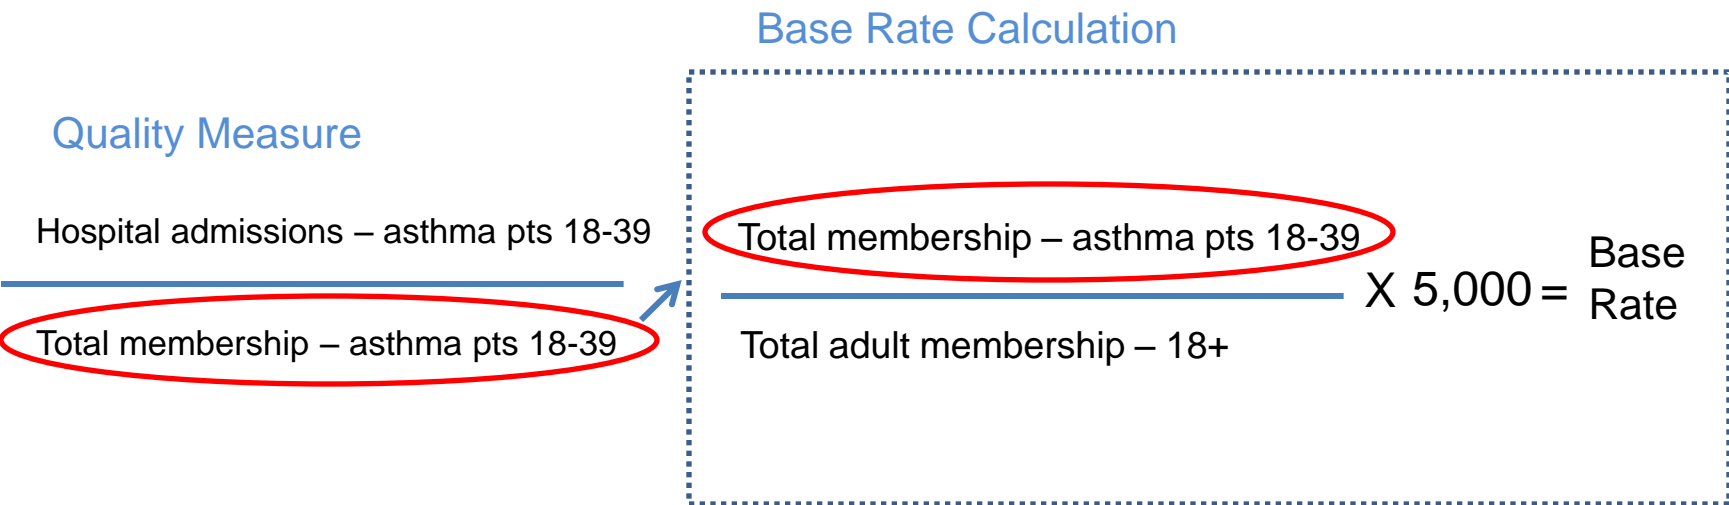 Base Rate Calculation
Quality Measure
Hospital admissions – asthma pts 18-39
Total membership – asthma pts 18-39
Total membership – asthma pts 18-39
Total adult membership – 18+
X 5,000 =
Base
Rate